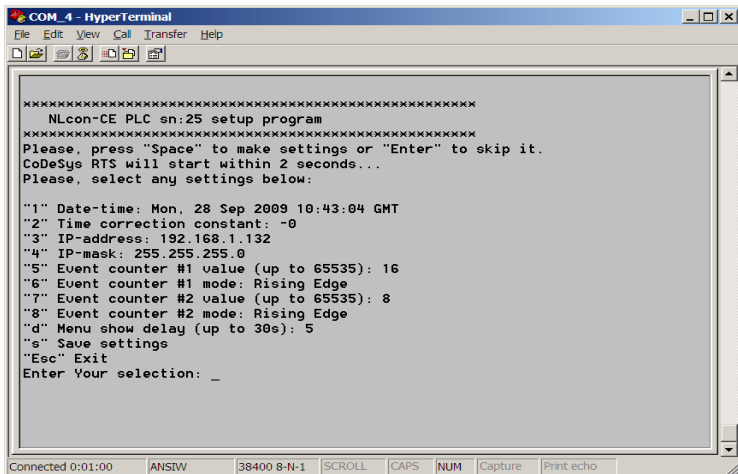 COM_4 - HyperTerminal
File Edit View Call Transfer Help
****************************************************
NLcon-CE PLC sn:25 setup program
****************************************************
Please, press "Space" to make settings or "Enter" to skip it.
CoDeSys RTS will start within 2 seconds...
Please, select any settings below:
"1" Date-time: Mon, 28 Sep 2009 10:43:04 GMT
"2" Time correction constant: -0
"3" IP-address: 192.168.1.132
"4" IP-mask: 255.255.255.0
"5" Event counter #1 value (up to 65535): 16
"6" Event counter #1 mode: Rising Edge
"7" Event counter #2 value (up to 65535): 8
"8" Event counter #2 mode: Rising Edge
"d" Menu show delay (up to 30s): 5
"s" Save settings
"Esc" Exit
Enter Your selection: _
Connected 0:01:00 ANSIW 38400 8-N-1 SCROLL CAPS NUM Capture Print echo